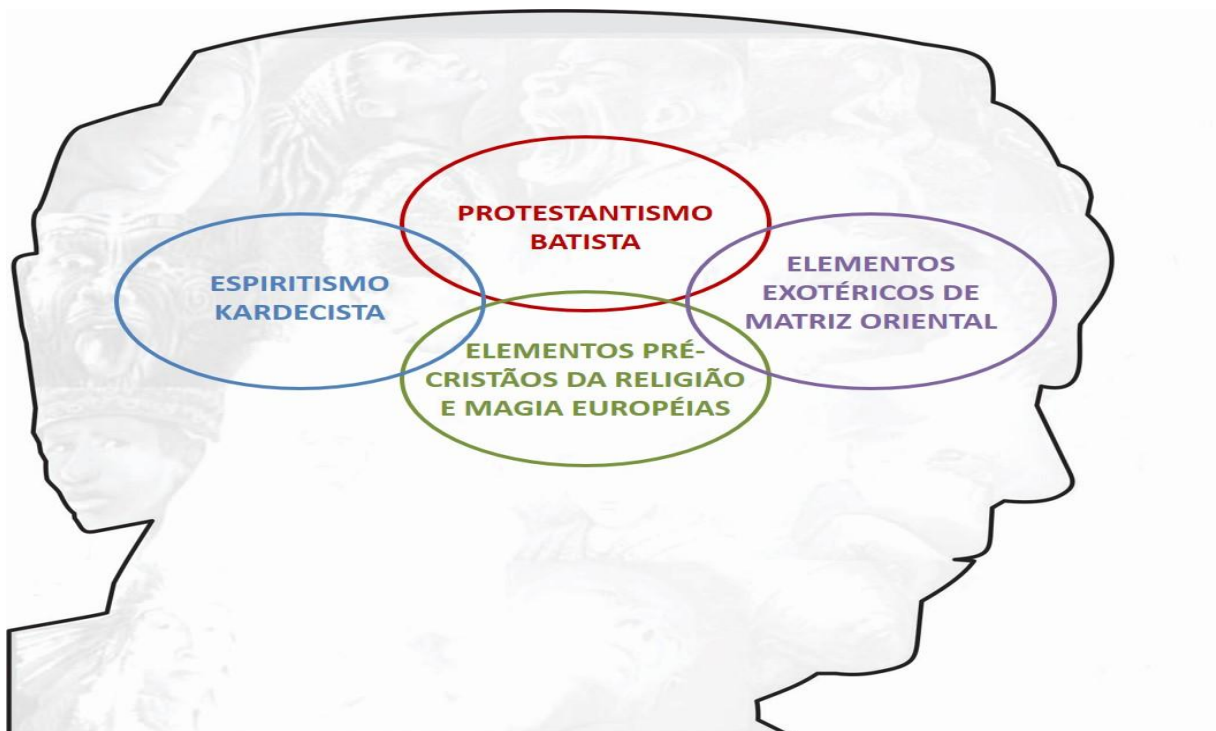 PROTESTANTISMO
BATISTA
ESPIRITISMO
KARDECISTA
ELEMENTOS
EXOTÉRICOS DE
MATRIZ ORIENTAL
ELEMENTOS PRÉ-
CRISTÃOS DA RELIGIÃO
E MAGIA EUROPÉIAS